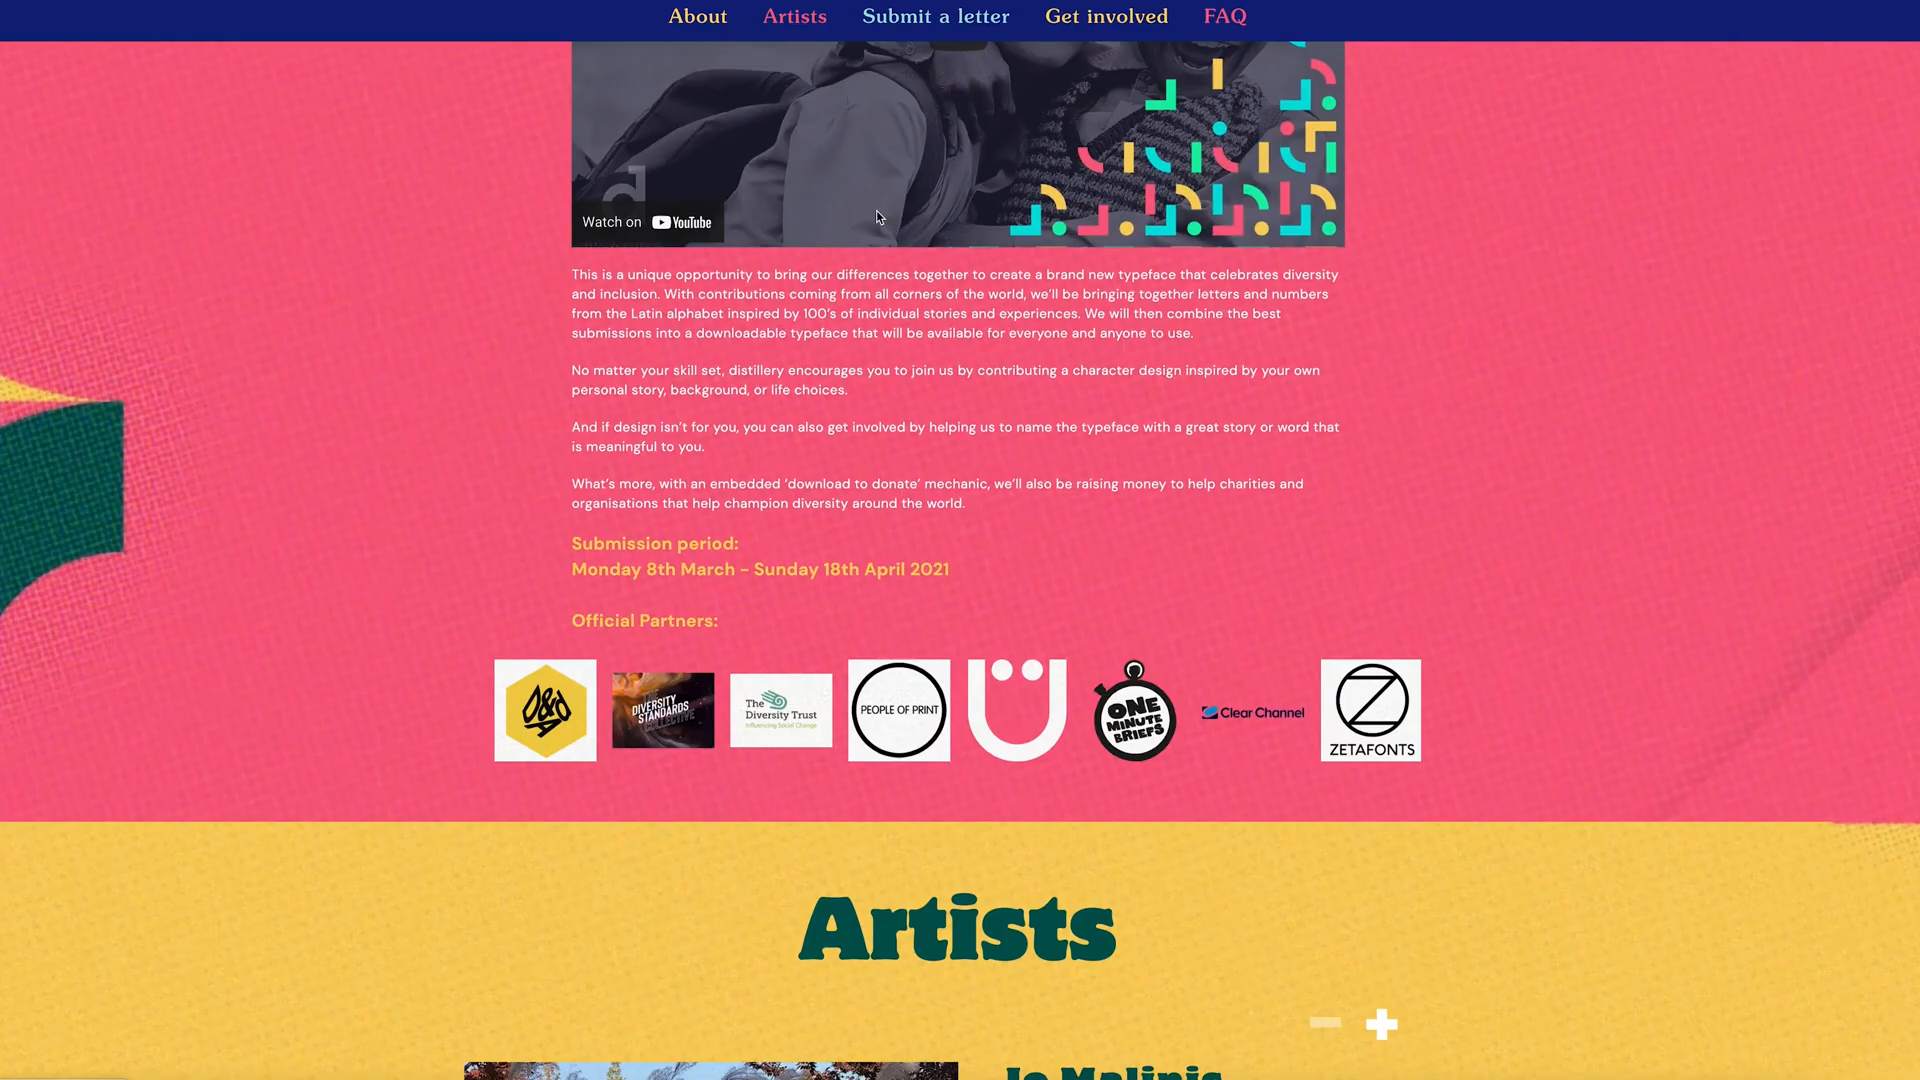 About Artists Submit a letter Get involved FAQ
Watch on YouTube
This is a unique opportunity to bring our differences together to create a brand new typeface that celebrates diversity
and inclusion. With contributions coming from all corners of the world, we'll be bringing together letters and numbers
from the Latin alphabet inspired by 100's of individual stories and experiences. We will then combine the best
submissions into a downloadable typeface that will be available for everyone and anyone to use.
No matter your skill set, distillery encourages you to join us by contributing a character design inspired by your own
personal story, background, or life choices.
And if design isn't for you, you can also get involved by helping us to name the typeface with a great story or word that
is meaningful to you.
What's more, with an embedded 'download to donate' mechanic, we'll also be raising money to help charities and
organisations that help champion diversity around the world.
Submission period:
Monday 8th March – Sunday 18th April 2021
Official Partners:
D&AD
THE
DIVERSITY
STANDARDS
COLLECTIVE
The
Diversity Trust
Influencing Social Change
PEOPLE OF PRINT
ONE
MINUTE
BRIEFS
Clear Channel
ZETAFONTS
Artists
Jo Malinis